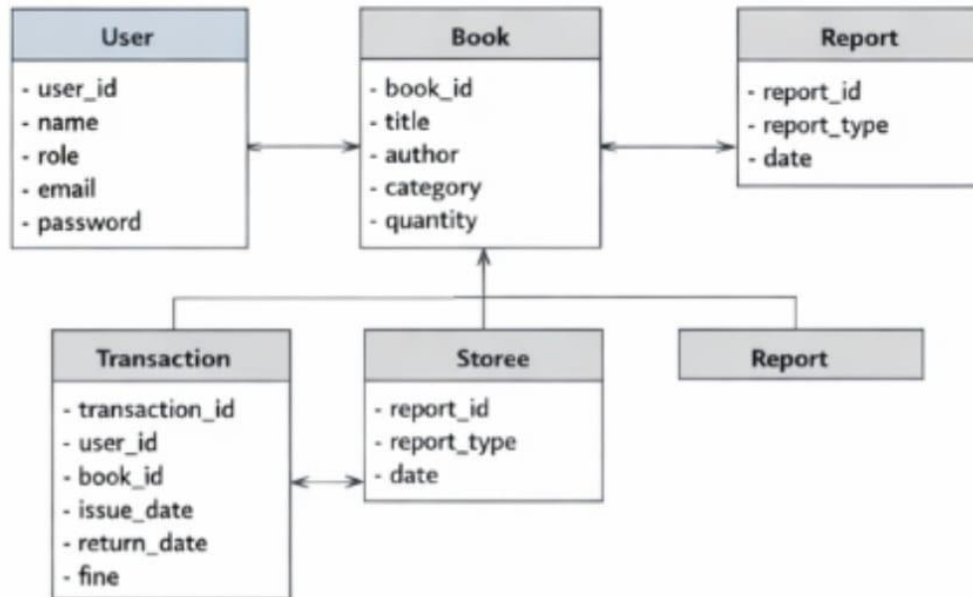 User
- user_id
- name
- role
- email
- password
Book
- book_id
- title
- author
- category
- quantity
Report
- report_id
- report_type
- date
Transaction
- transaction_id
- user_id
- book_id
- issue_date
- return_date
- fine
Storee
- report_id
- report_type
- date
Report